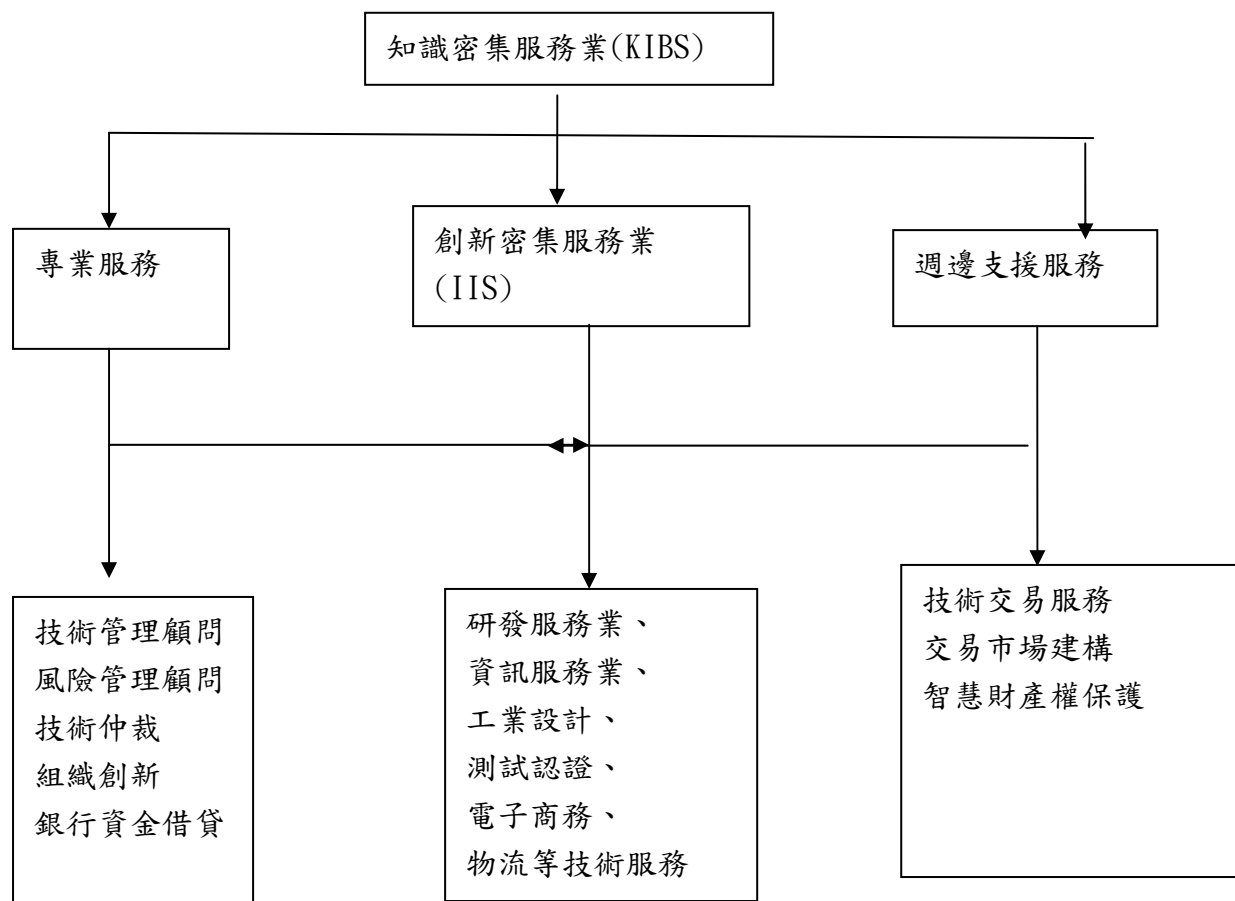 知識密集服務業(KIBS)
專業服務
創新密集服務業
(IIS)
週邊支援服務
技術管理顧問
風險管理顧問
技術仲裁
組織創新
銀行資金借貸
研發服務業、
資訊服務業、
工業設計、
測試認證、
電子商務、
物流等技術服務
技術交易服務
交易市場建構
智慧財產權保護